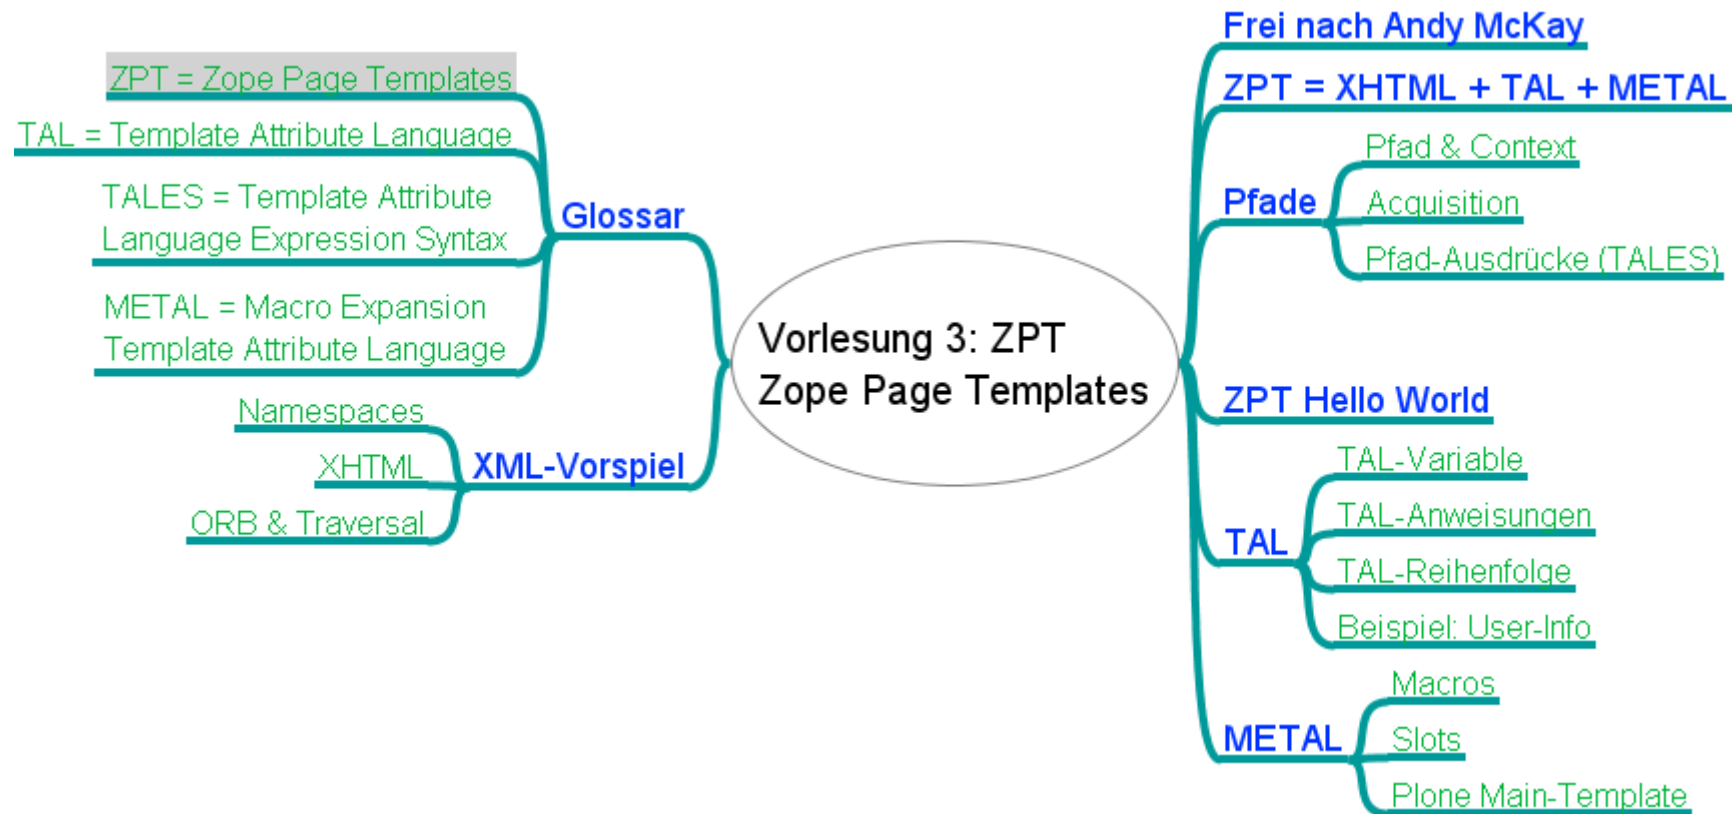 Vorlesung 3: ZPT
Zope Page Templates
Glossar
ZPT = Zope Page Templates
TAL = Template Attribute Language
TALES = Template Attribute
Language Expression Syntax
METAL = Macro Expansion
Template Attribute Language
XML-Vorspiel
Namespaces
XHTML
ORB & Traversal
Frei nach Andy McKay
ZPT = XHTML + TAL + METAL
Pfade
Pfad & Context
Acquisition
Pfad-Ausdrücke (TALES)
ZPT Hello World
TAL
TAL-Variable
TAL-Anweisungen
TAL-Reihenfolge
Beispiel: User-Info
METAL
Macros
Slots
Plone Main-Template